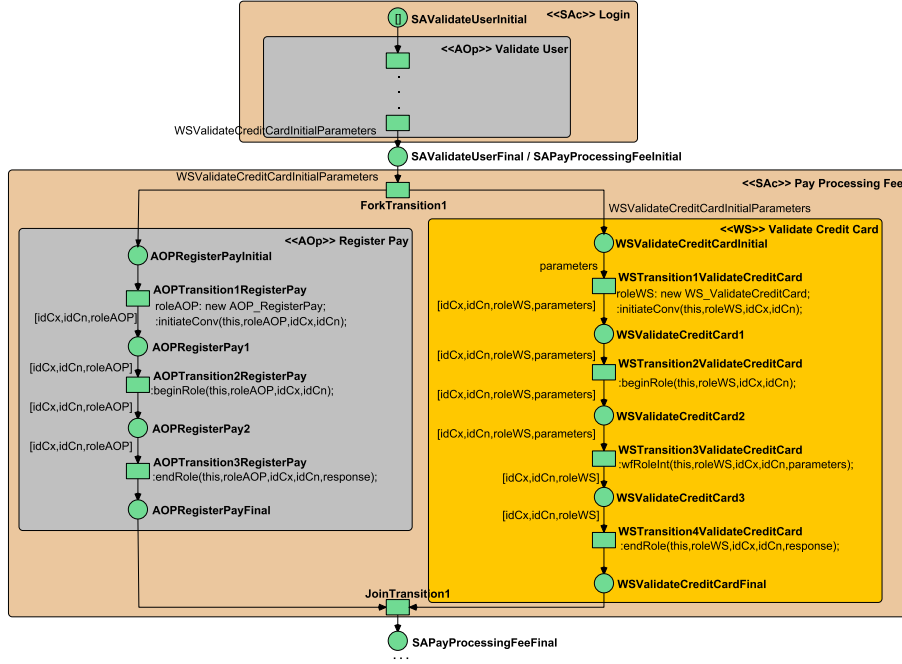 <<SAc>> Login
[] SAValidateUserInitial
<<AOp>> Validate User
.
.
.
WSValidateCreditCardInitialParameters
SAValidateUserFinal / SAPayProcessingFeeInitial
WSValidateCreditCardInitialParameters
<<SAc>> Pay Processing Fee
ForkTransition1
WSValidateCreditCardInitialParameters
<<AOp>> Register Pay
AOPRegisterPayInitial
AOPTransition1RegisterPay
roleAOP: new AOP_RegisterPay;
:initiateConv(this,roleAOP,idCx,idCn);
[idCx,idCn,roleAOP]
AOPRegisterPay1
[idCx,idCn,roleAOP]
AOPTransition2RegisterPay
:beginRole(this,roleAOP,idCx,idCn);
[idCx,idCn,roleAOP]
AOPRegisterPay2
[idCx,idCn,roleAOP]
AOPTransition3RegisterPay
:endRole(this,roleAOP,idCx,idCn,response);
AOPRegisterPayFinal
<<WS>> Validate Credit Card
WSValidateCreditCardInitial
parameters
WSTransition1ValidateCreditCard
roleWS: new WS_ValidateCreditCard;
:initiateConv(this,roleWS,idCx,idCn);
[idCx,idCn,roleWS,parameters]
WSValidateCreditCard1
[idCx,idCn,roleWS,parameters]
WSTransition2ValidateCreditCard
:beginRole(this,roleWS,idCx,idCn);
[idCx,idCn,roleWS,parameters]
WSValidateCreditCard2
[idCx,idCn,roleWS,parameters]
WSTransition3ValidateCreditCard
:wfRoleInt(this,roleWS,idCx,idCn,parameters);
[idCx,idCn,roleWS]
WSValidateCreditCard3
[idCx,idCn,roleWS]
WSTransition4ValidateCreditCard
:endRole(this,roleWS,idCx,idCn,response);
WSValidateCreditCardFinal
JoinTransition1
SAPayProcessingFeeFinal
...